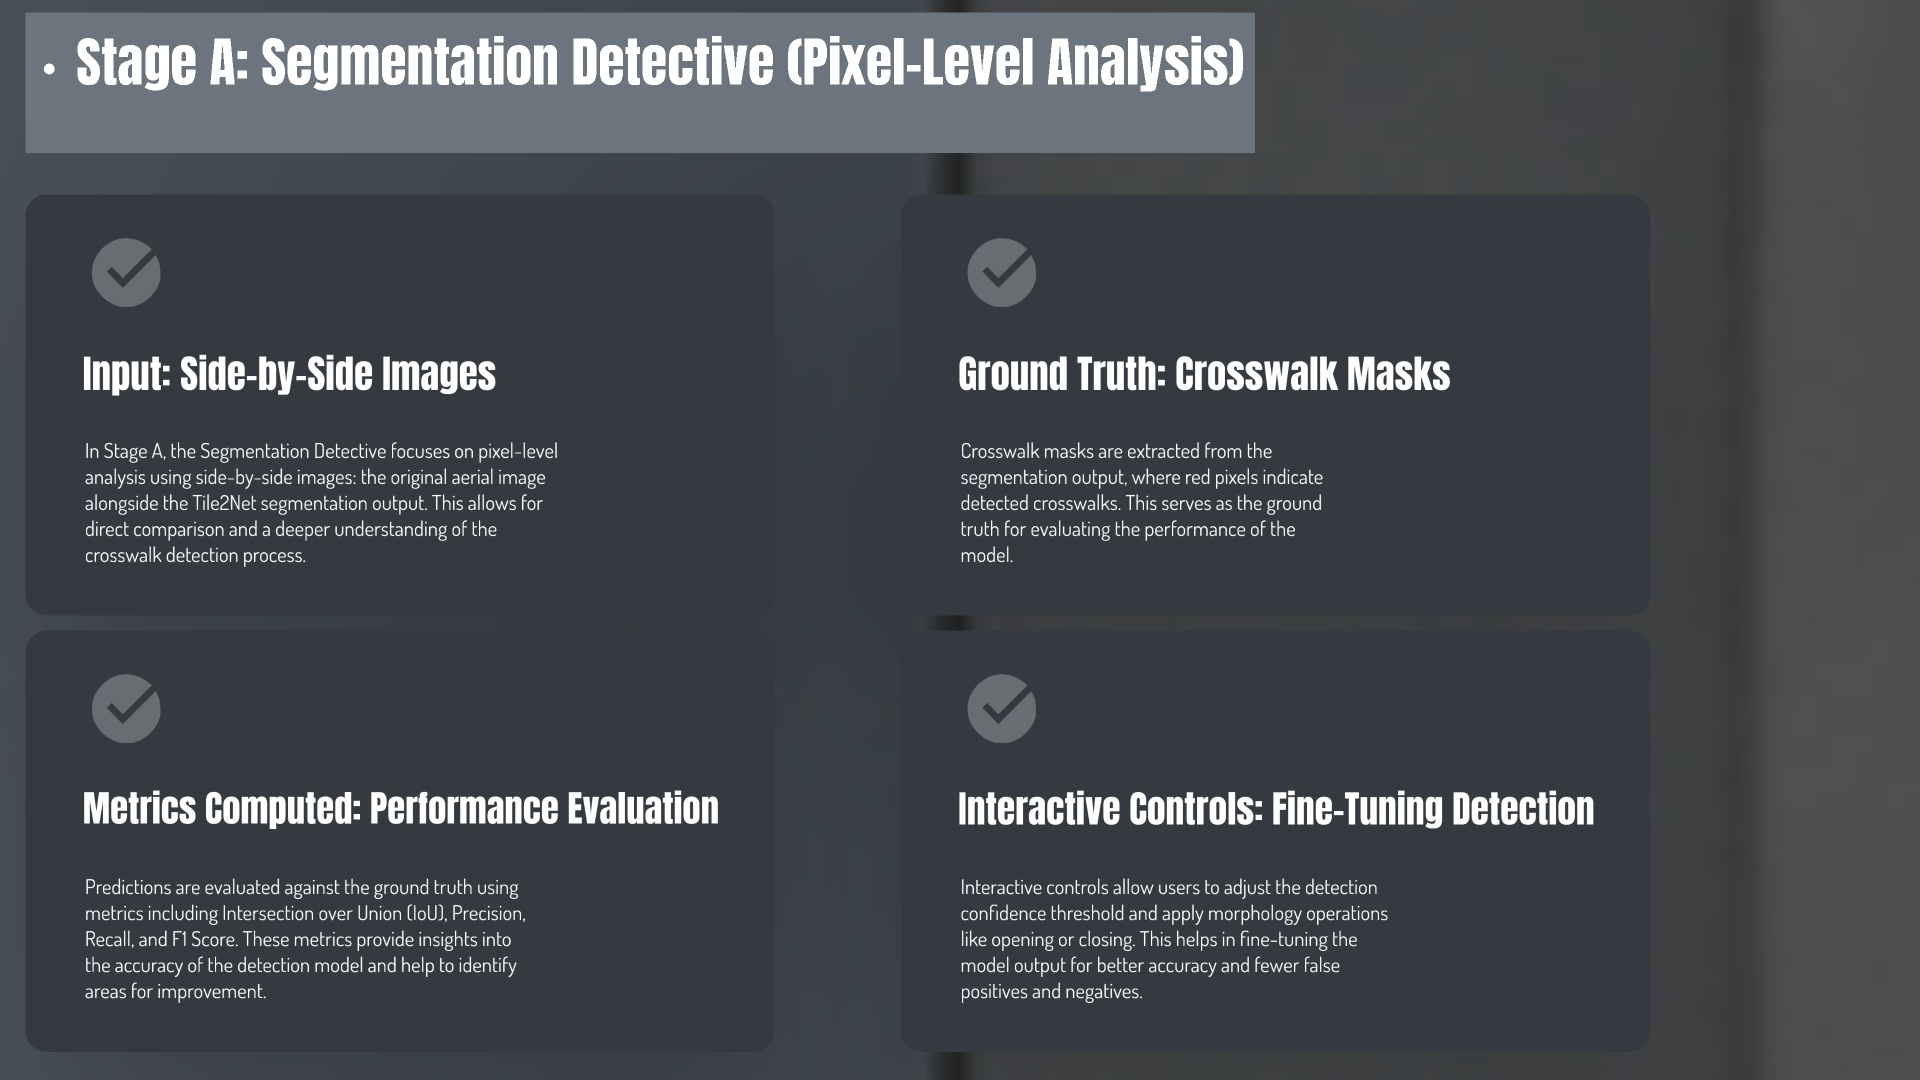 • Stage A: Segmentation Detective (Pixel-Level Analysis)
Input: Side-by-Side Images
In Stage A, the Segmentation Detective focuses on pixel-level
analysis using side-by-side images: the original aerial image
alongside the Tile2Net segmentation output. This allows for
direct comparison and a deeper understanding of the
crosswalk detection process.
Ground Truth: Crosswalk Masks
Crosswalk masks are extracted from the
segmentation output, where red pixels indicate
detected crosswalks. This serves as the ground
truth for evaluating the performance of the
model.
Metrics Computed: Performance Evaluation
Predictions are evaluated against the ground truth using
metrics including Intersection over Union (IoU), Precision,
Recall, and F1 Score. These metrics provide insights into
the accuracy of the detection model and help to identify
areas for improvement.
Interactive Controls: Fine-Tuning Detection
Interactive controls allow users to adjust the detection
confidence threshold and apply morphology operations
like opening or closing. This helps in fine-tuning the
model output for better accuracy and fewer false
positives and negatives.